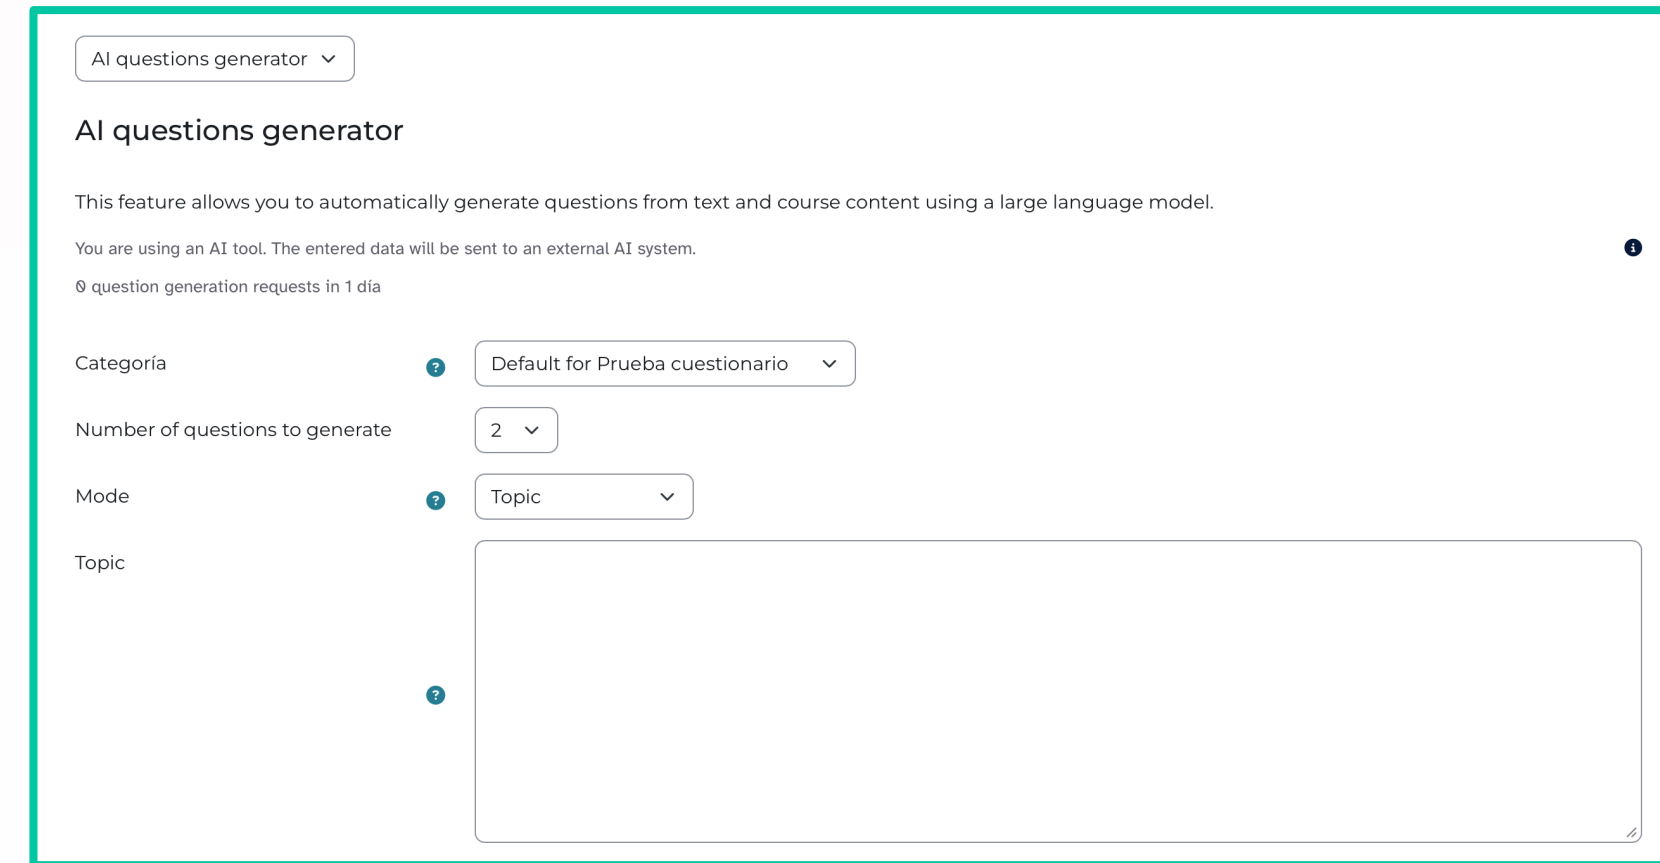 AI questions generator
AI questions generator
This feature allows you to automatically generate questions from text and course content using a large language model.
You are using an AI tool. The entered data will be sent to an external AI system.
0 question generation requests in 1 día
Categoría
Default for Prueba cuestionario
Number of questions to generate
2
Mode
Topic
Topic